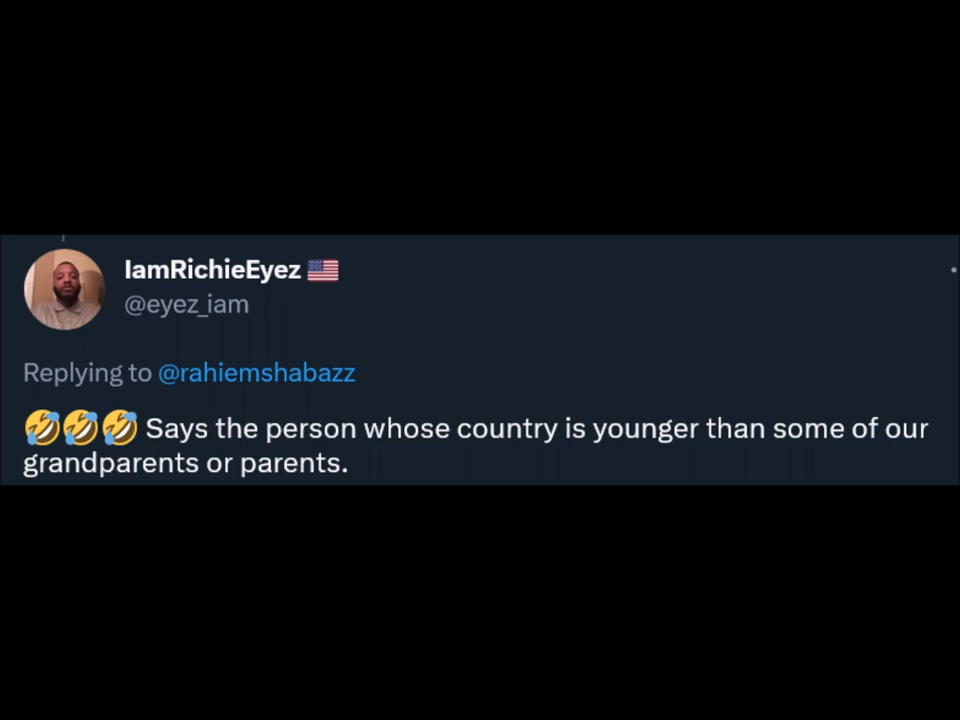 IamRichieEyez 🇺🇸
@eyez_iam
Replying to @rahiemshabazz
🤣🤣🤣 Says the person whose country is younger than some of our
grandparents or parents.